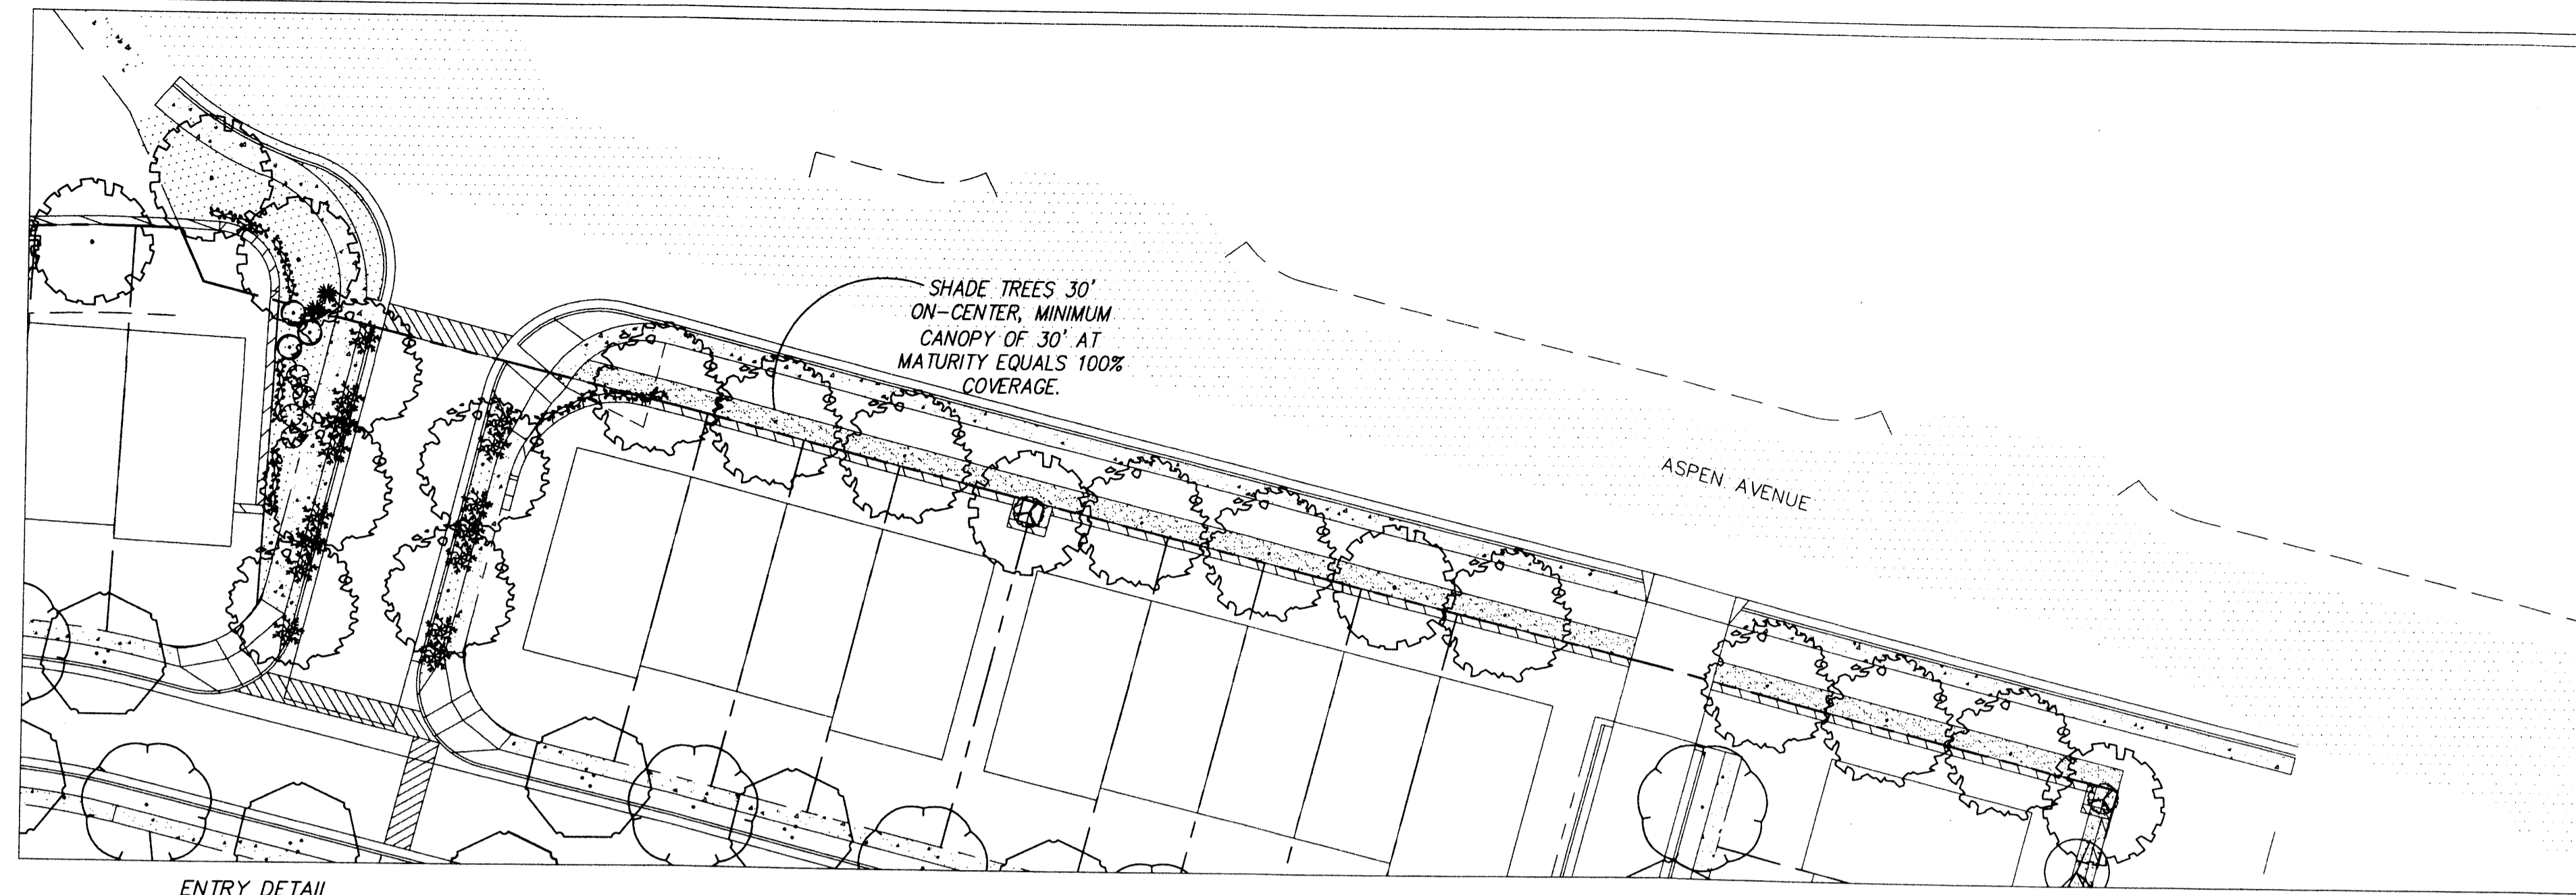 SHADE TREES 30'
ON-CENTER, MINIMUM
CANOPY OF 30' AT
MATURITY EQUALS 100%
COVERAGE.
ASPEN AVENUE
ENTRY DETAIL